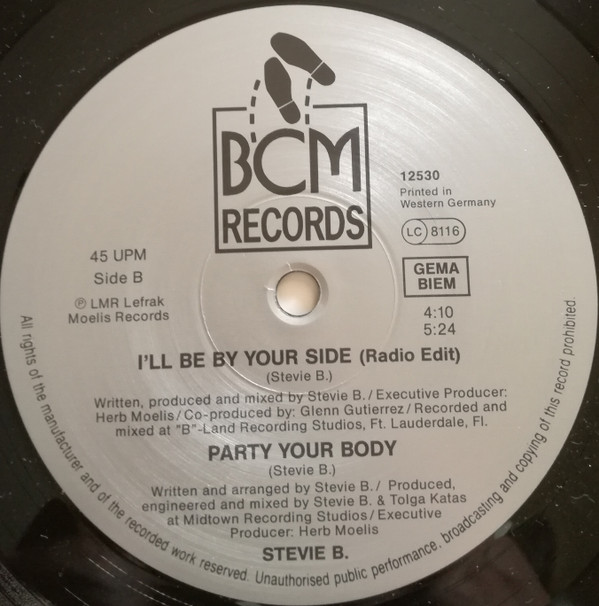 BCM
RECORDS
12530
Printed in
Western Germany
LC 8116
GEMA
BIEM
45 UPM
Side B
℗ LMR Lefrak
Moelis Records
4:10
5:24
I'LL BE BY YOUR SIDE (Radio Edit)
(Stevie B.)
Written, produced and mixed by Stevie B. / Executive Producer:
Herb Moelis / Co-produced by: Glenn Gutierrez / Recorded and
mixed at "B"-Land Recording Studios, Ft. Lauderdale, Fl.
PARTY YOUR BODY
(Stevie B.)
Written and arranged by Stevie B. / Produced,
engineered and mixed by Stevie B. & Tolga Katas
at Midtown Recording Studios / Executive
Producer: Herb Moelis
STEVIE B.
All rights of the manufacturer and of the recorded work reserved. Unauthorised public performance, broadcasting and copying of this record prohibited.